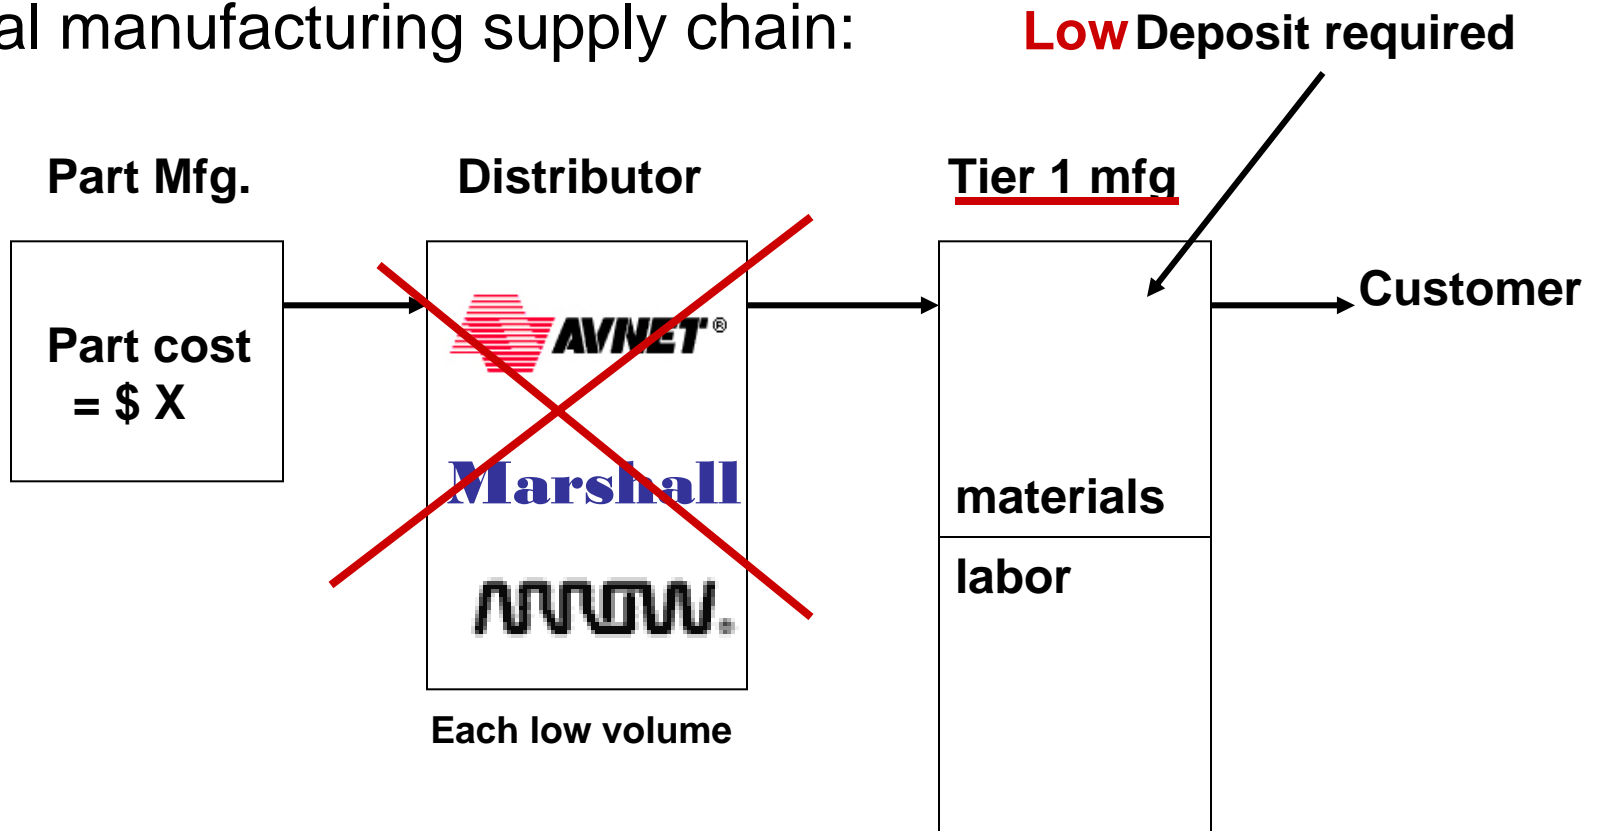 al manufacturing supply chain:
Low Deposit required
Part Mfg.
Distributor
Tier 1 mfg
Part cost
= $ X
AVNET®
Marshall
ARROW®
Customer
materials
labor
Each low volume